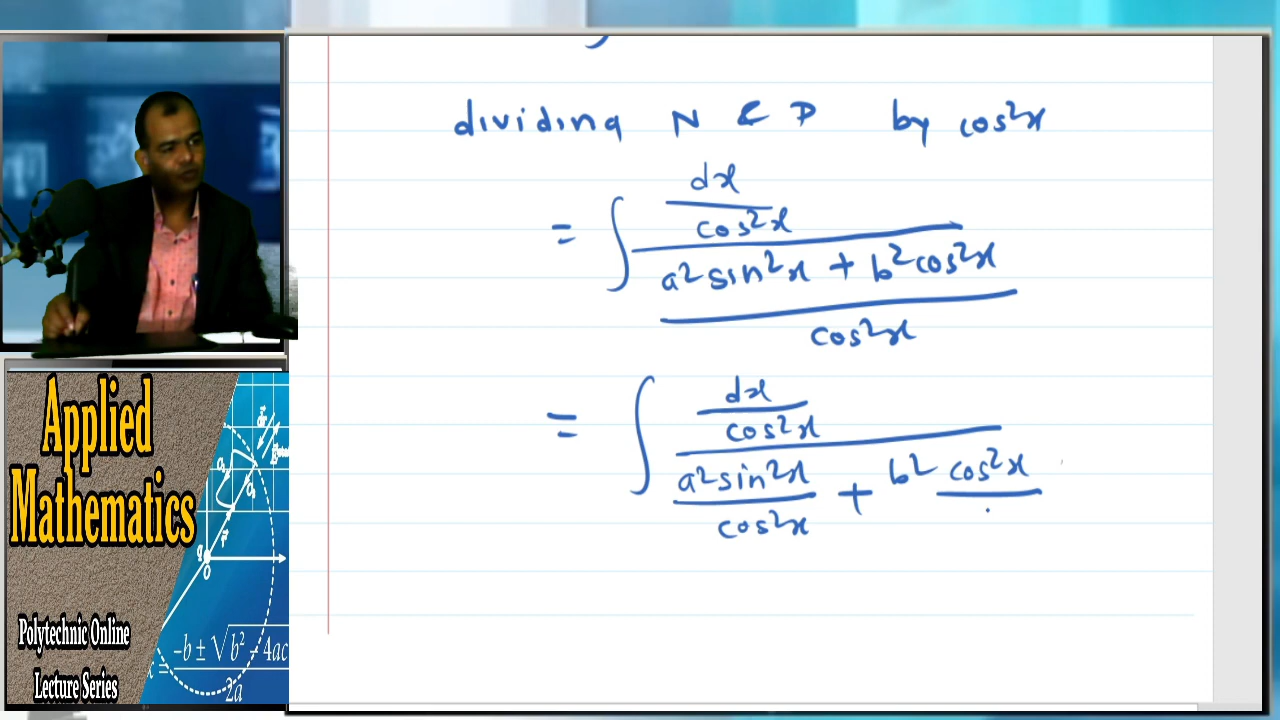 dividing N & D by cos²x
dx
cos²x
= ∫
a²sin²x + b²cos²x
cos²x
dx
cos²x
= ∫
a²sin²x + b² cos²x
cos²x
Applied
Mathematics
Polytechnic Online
Lecture Series
-b ± √b² - 4ac
x =
2a